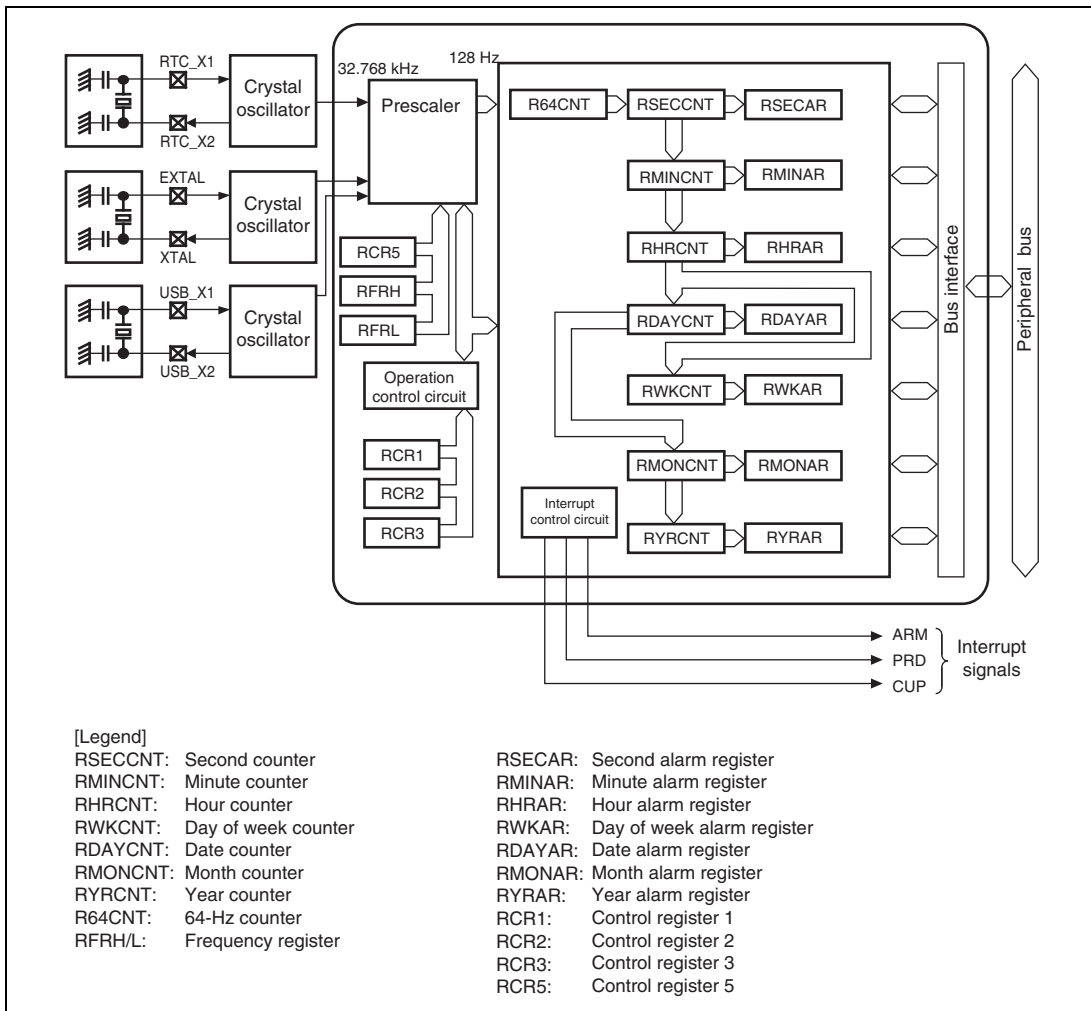 RTC_X1
RTC_X2
Crystal
oscillator
EXTAL
XTAL
Crystal
oscillator
USB_X1
USB_X2
Crystal
oscillator
32.768 kHz
128 Hz
Prescaler
RCR5
RFRH
RFRL
Operation
control circuit
RCR1
RCR2
RCR3
R64CNT
RSECCNT
RSECAR
RMINCNT
RMINAR
RHRCNT
RHRAR
RDAYCNT
RDAYAR
RWKCNT
RWKAR
RMONCNT
RMONAR
RYRCNT
RYRAR
Interrupt
control circuit
Bus interface
Peripheral bus
ARM
PRD
CUP
Interrupt
signals
[Legend]
RSECCNT: Second counter
RMINCNT: Minute counter
RHRCNT: Hour counter
RWKCNT: Day of week counter
RDAYCNT: Date counter
RMONCNT: Month counter
RYRCNT: Year counter
R64CNT: 64-Hz counter
RFRH/L: Frequency register
RSECAR: Second alarm register
RMINAR: Minute alarm register
RHRAR: Hour alarm register
RWKAR: Day of week alarm register
RDAYAR: Date alarm register
RMONAR: Month alarm register
RYRAR: Year alarm register
RCR1: Control register 1
RCR2: Control register 2
RCR3: Control register 3
RCR5: Control register 5